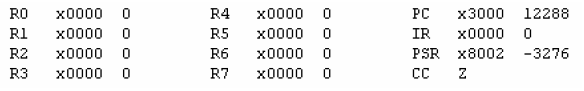 R0 x0000 0 R4 x0000 0 PC x3000 12288
R1 x0000 0 R5 x0000 0 IR x0000 0
R2 x0000 0 R6 x0000 0 PSR x8002 -3276
R3 x0000 0 R7 x0000 0 CC Z